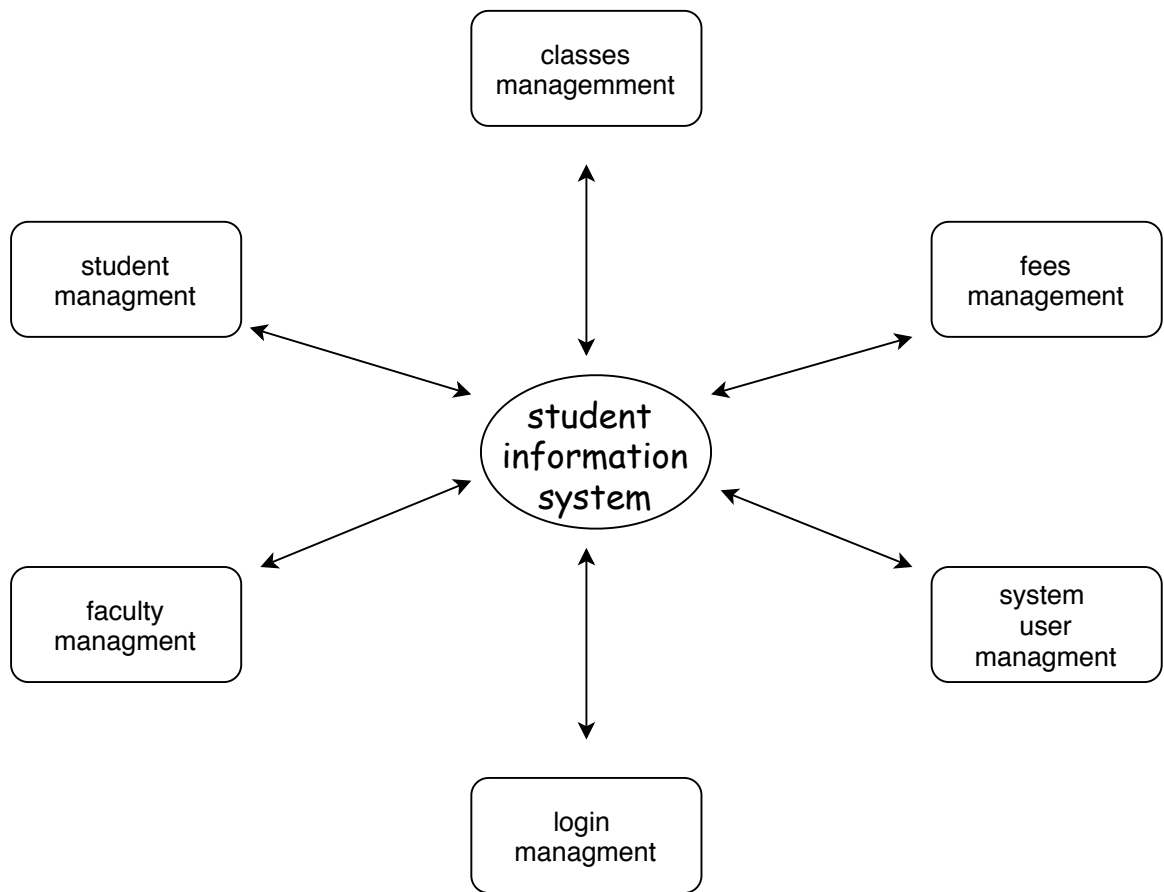 classes
managemment
student
managment
fees
management
student
information
system
faculty
managment
system
user
managment
login
managment